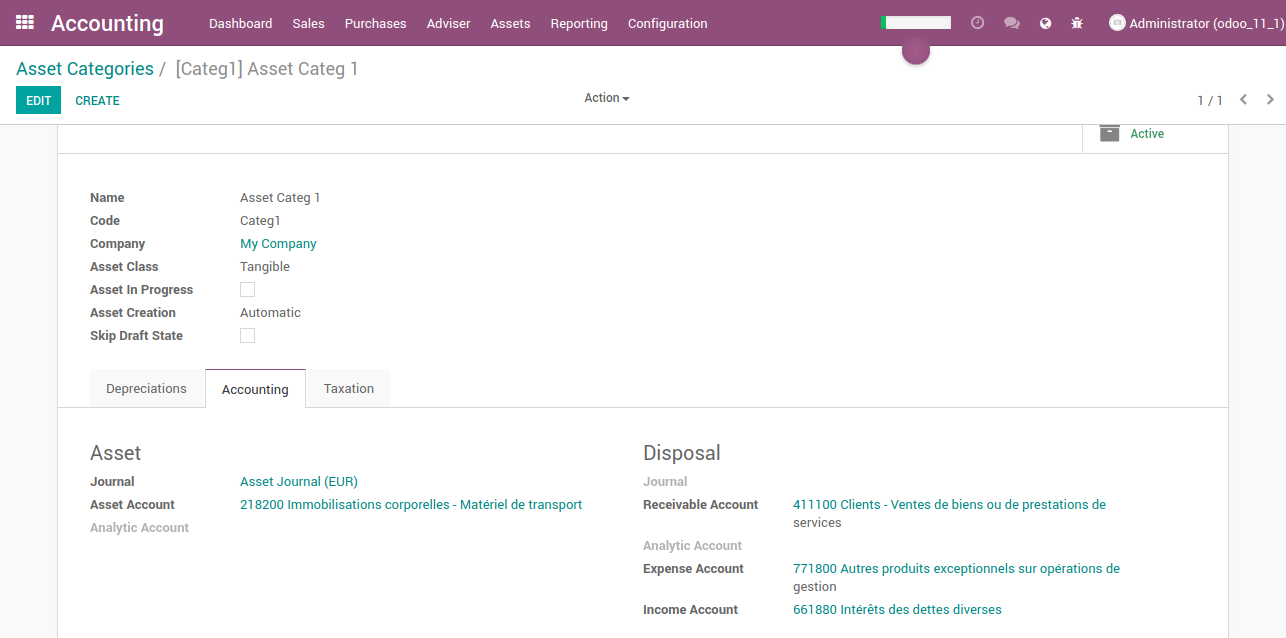 Accounting Dashboard Sales Purchases Adviser Assets Reporting Configuration Administrator (odoo_11_1)
Asset Categories / [Categ1] Asset Categ 1
EDIT CREATE Action 1 / 1
Active
Name Asset Categ 1
Code Categ1
Company My Company
Asset Class Tangible
Asset In Progress
Asset Creation Automatic
Skip Draft State
Depreciations Accounting Taxation
Asset
Journal Asset Journal (EUR)
Asset Account 218200 Immobilisations corporelles - Matériel de transport
Analytic Account
Disposal
Journal
Receivable Account 411100 Clients - Ventes de biens ou de prestations de
services
Analytic Account
Expense Account 771800 Autres produits exceptionnels sur opérations de
gestion
Income Account 661880 Intérêts des dettes diverses